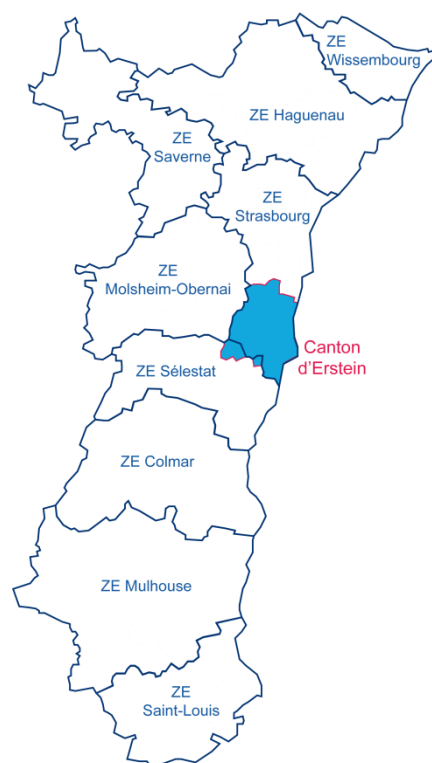 ZE
Wissembourg
ZE Haguenau
ZE
Saverne
ZE
Strasbourg
ZE
Molsheim-Obernai
Canton
d'Erstein
ZE Sélestat
ZE Colmar
ZE Mulhouse
ZE
Saint-Louis